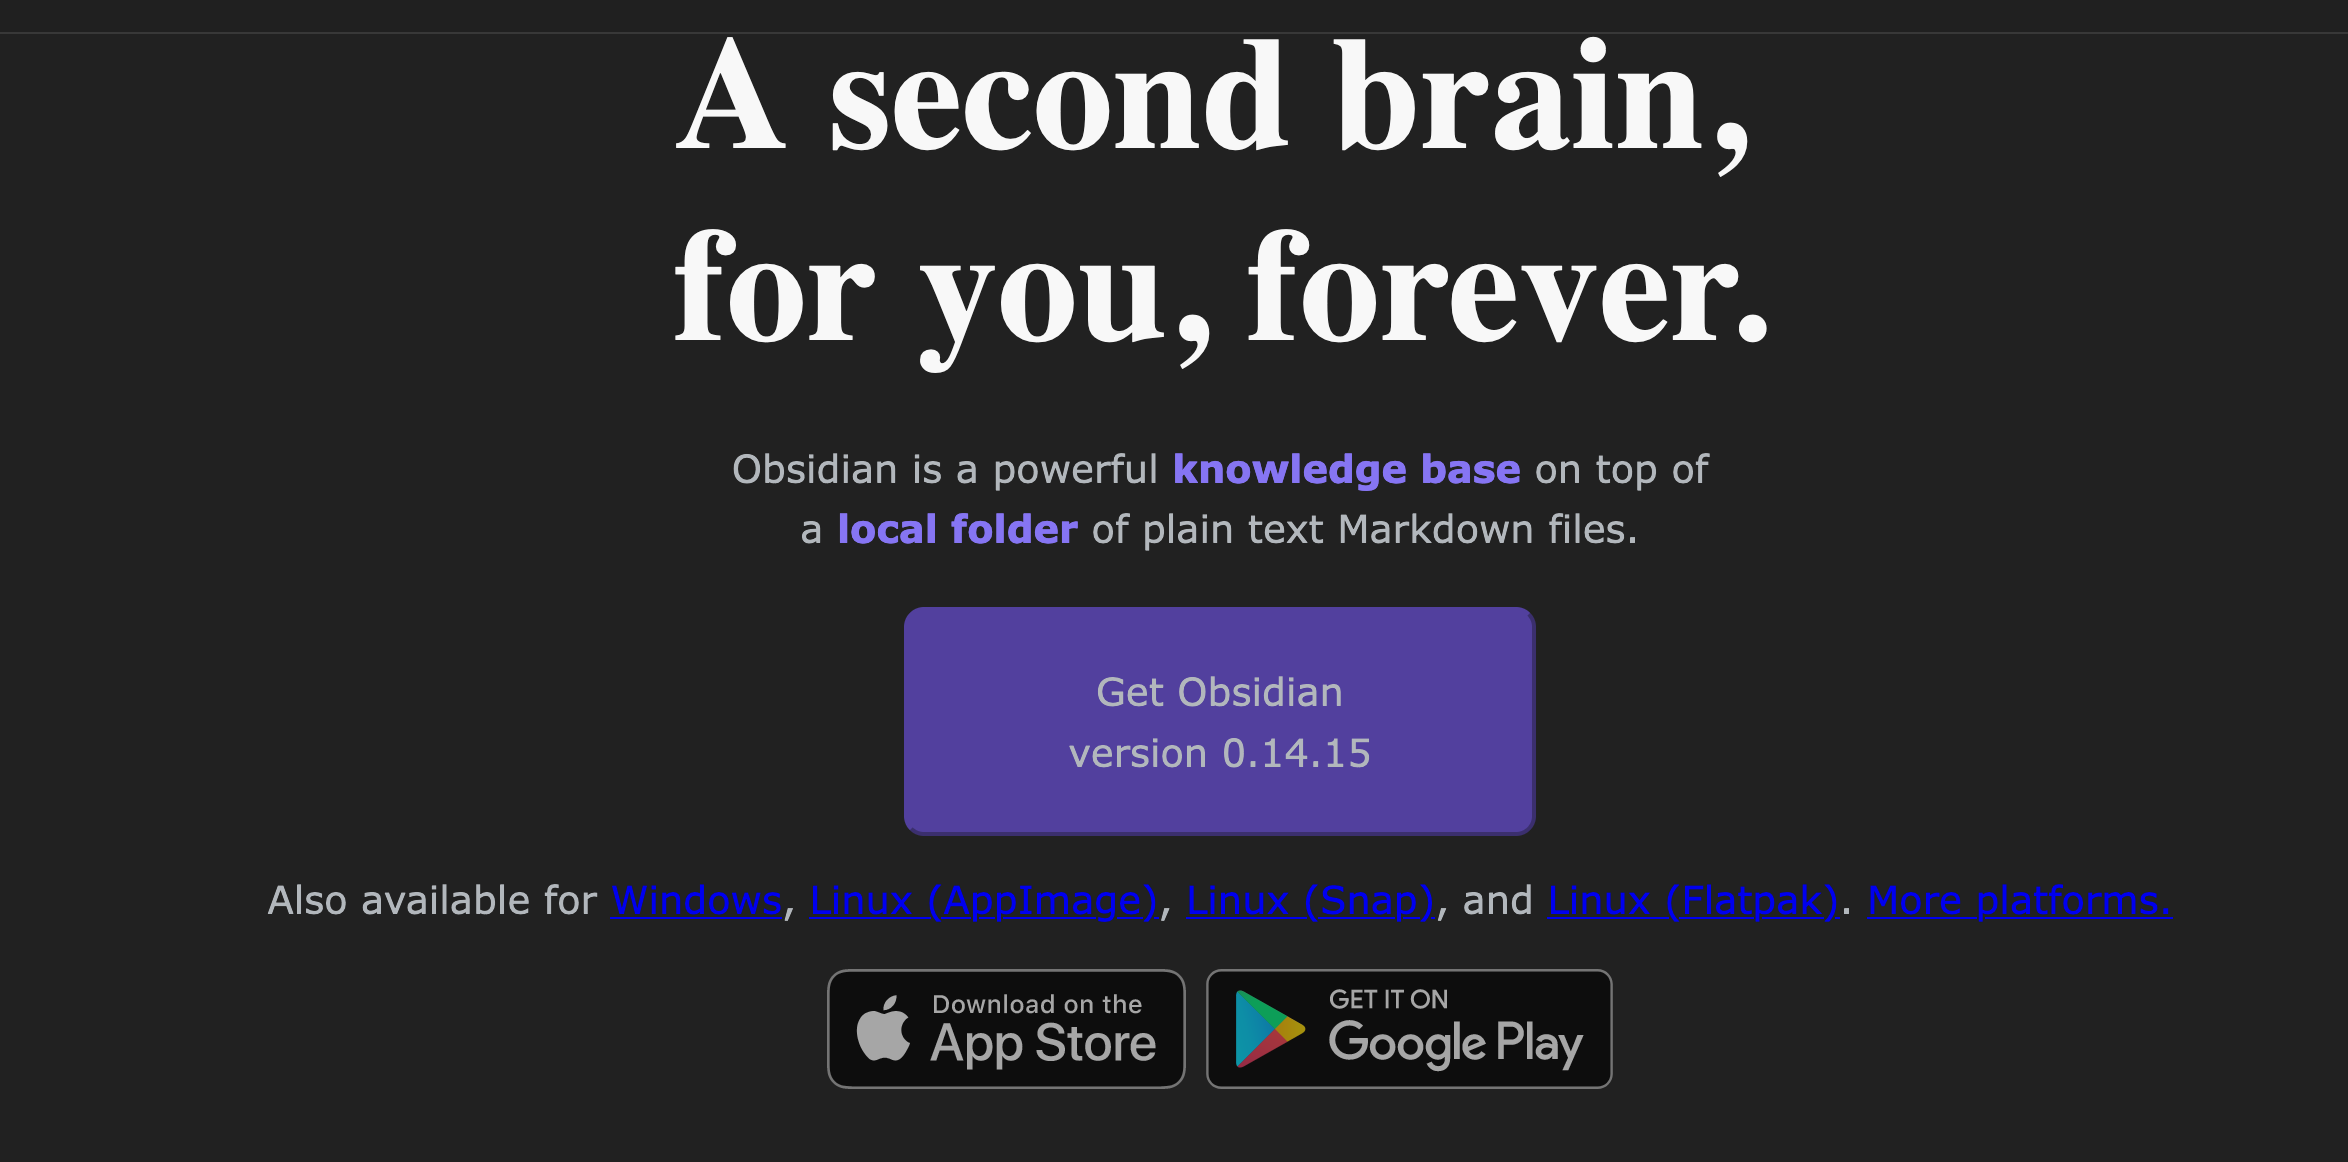 A second brain,
for you, forever.
Obsidian is a powerful knowledge base on top of
a local folder of plain text Markdown files.
Get Obsidian
version 0.14.15
Also available for Windows, Linux (AppImage), Linux (Snap), and Linux (Flatpak). More platforms.
Download on the
App Store
GET IT ON
Google Play